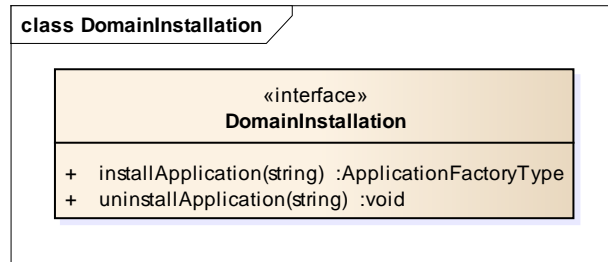 class DomainInstallation
«interface»
DomainInstallation
+ installApplication(string) :ApplicationFactoryType
+ uninstallApplication(string) :void